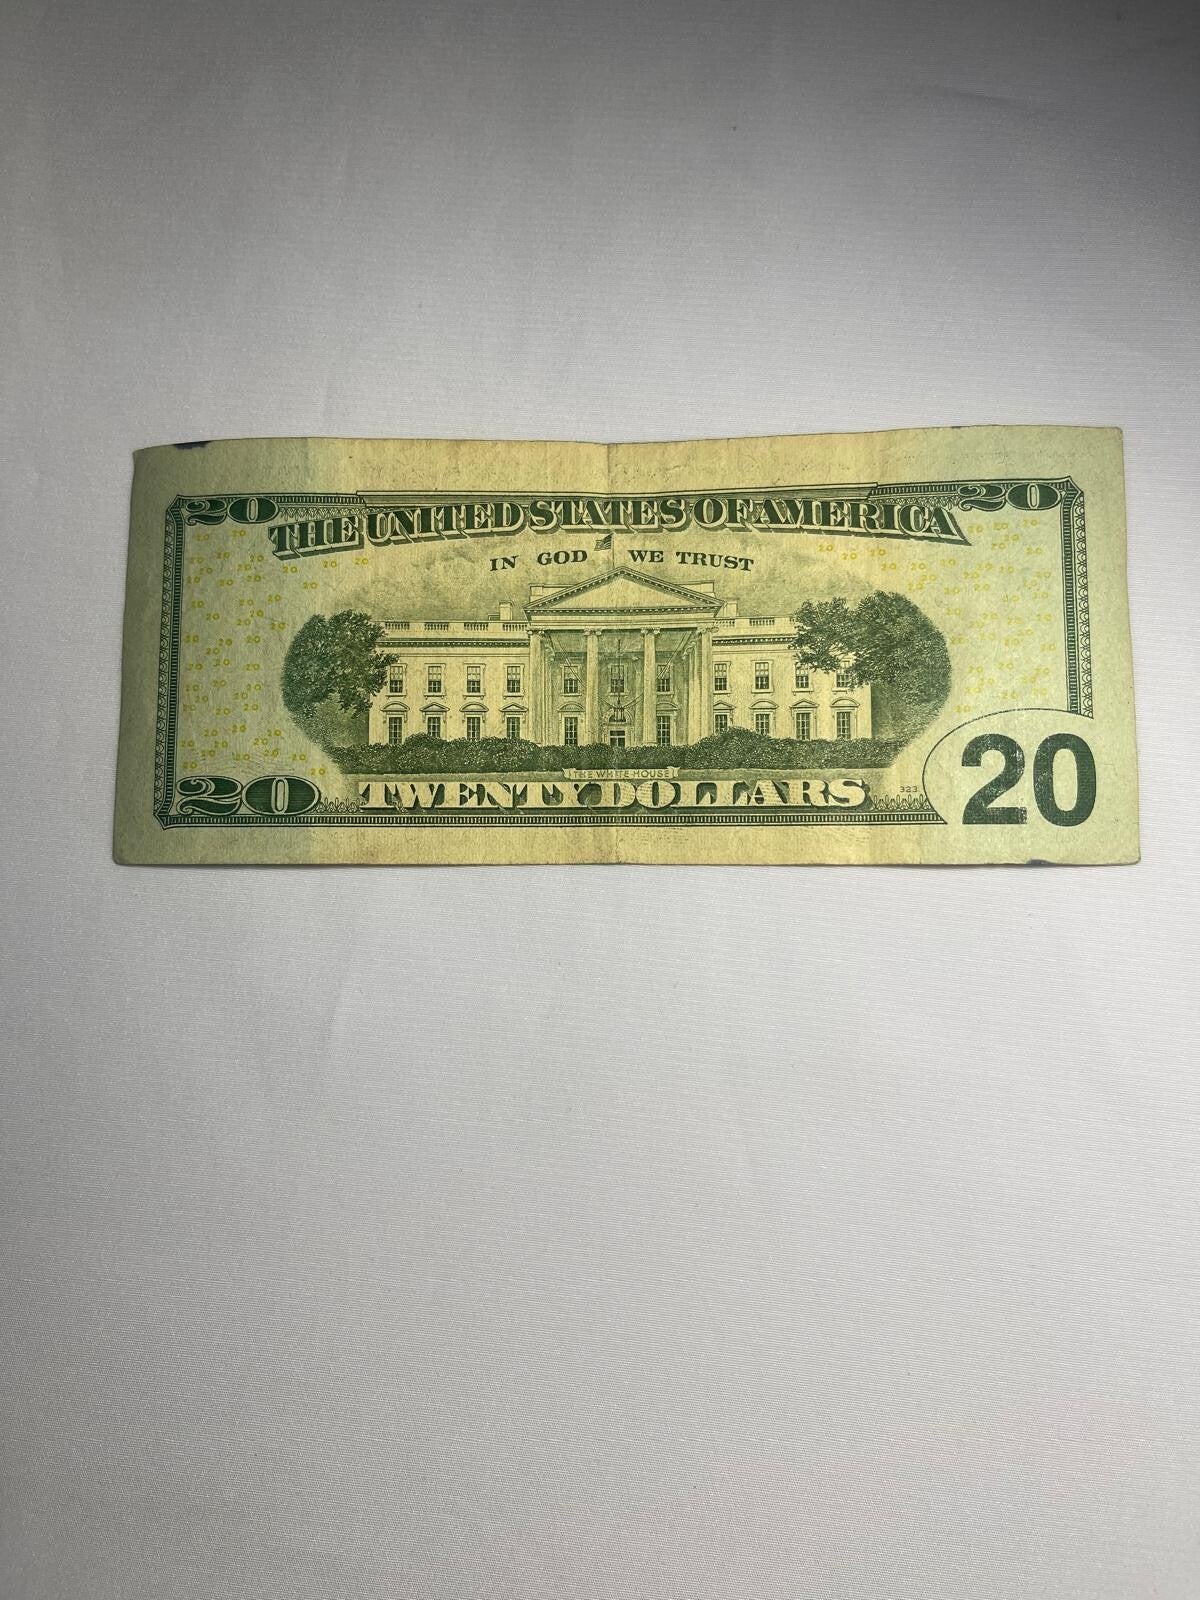 20 20
THE UNITED STATES OF AMERICA
IN GOD WE TRUST
THE WHITE HOUSE
20 TWENTY DOLLARS 323 20